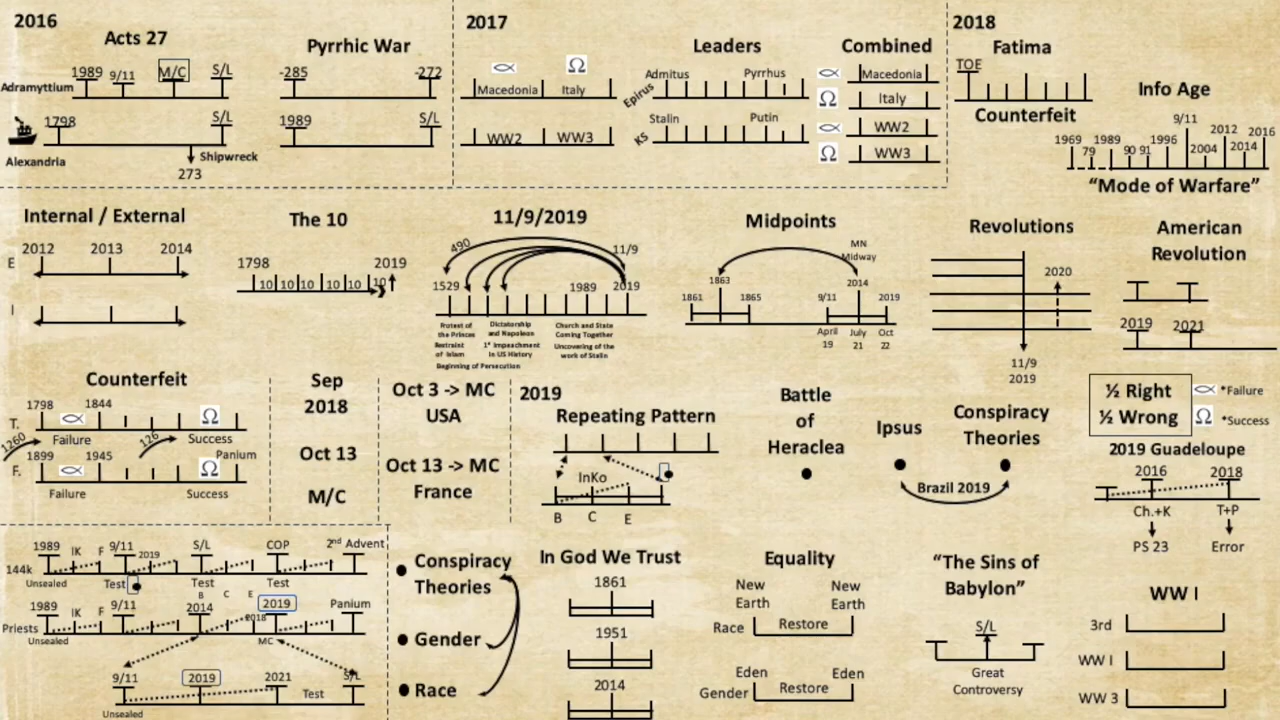 2016
Acts 27
1989 9/11 M/C S/L
Adramyttium
1798 S/L
Alexandria
Shipwreck
273
Pyrrhic War
-285 -272
1989 S/L
2017
Ω
Macedonia Italy
WW2 WW3
Leaders
Admitus Pyrrhus
Epirus
Stalin Putin
KS
Combined
Macedonia
Ω Italy
WW2
Ω WW3
2018
Fatima
TOE
Counterfeit
Info Age
9/11
1969 1989 1996 2012 2016
79 90 91 2004 2014
“Mode of Warfare”
Internal / External
2012 2013 2014
E
I
The 10
1798 2019
10 10 10 10 10 10
11/9/2019
490 11/9
1529 1989 2019
Protest of the Princes
Restraint of Islam
Beginning of Persecution
Dictatorship and Napoleon
1st Impeachment in US History
Church and State Coming Together
Uncovering of the work of Stalin
Midpoints
MN
Midway
1863 2014
1861 1865 9/11 2019
April July Oct
19 21 22
Revolutions
2020
11/9
2019
American
Revolution
2019 2021
Counterfeit
1798 1844 Ω
T.
Failure Success
1260 126
1899 1945 Ω Panium
F.
Failure Success
Sep
2018
Oct 13
M/C
Oct 3 -> MC
USA
Oct 13 -> MC
France
2019
Repeating Pattern
InKo
B C E
Battle
of
Heraclea
Ipsus
Conspiracy
Theories
Brazil 2019
½ Right
½ Wrong
*Failure
Ω *Success
2019 Guadeloupe
2016 2018
Ch.+K T+P
PS 23 Error
1989 IK F 9/11 2019 S/L COP 2nd Advent
144k
Unsealed Test Test Test
B C E
1989 IK F 9/11 2014 2018 2019 Panium
Priests
Unsealed MC
9/11 2019 2021 S/L
Test
Unsealed
Conspiracy
Theories
Gender
Race
In God We Trust
1861
1951
2014
Equality
New Earth New Earth
Race Restore
Eden Eden
Gender Restore
“The Sins of
Babylon”
S/L
Great
Controversy
WW I
3rd
WW I
WW 3